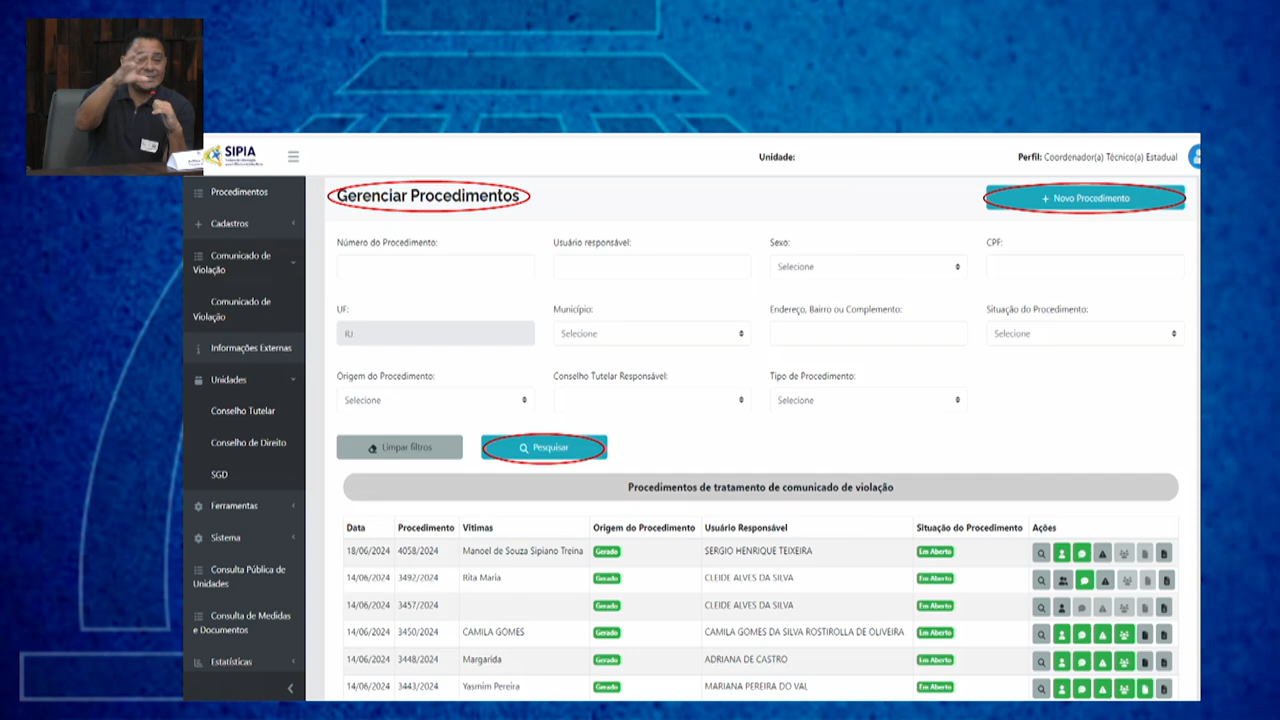 SIPIA
Unidade:
Perfil: Coordenador(a) Técnico(a) Estadual
Procedimentos
Cadastros
Comunicado de
Violação
Comunicado de
Violação
Informações Externas
Unidades
Conselho Tutelar
Conselho de Direito
SGD
Ferramentas
Sistema
Consulta Pública de
Unidades
Consulta de Medidas
e Documentos
Estatísticas
Gerenciar Procedimentos
+ Novo Procedimento
Número do Procedimento:
Usuário responsável:
Sexo:
CPF:
Selecione
UF:
Município:
Endereço, Bairro ou Complemento:
Situação do Procedimento:
RJ
Selecione
Selecione
Origem do Procedimento:
Conselho Tutelar Responsável:
Tipo de Procedimento:
Selecione
Selecione
Limpar filtros
Pesquisar
Procedimentos de tratamento de comunicado de violação
Data Procedimento Vítimas Origem do Procedimento Usuário Responsável Situação do Procedimento Ações
18/06/2024 4058/2024 Manoel de Souza Sipiano Treina Gerado SERGIO HENRIQUE TEIXEIRA Em Aberto
14/06/2024 3492/2024 Rita Maria Gerado CLEIDE ALVES DA SILVA Em Aberto
14/06/2024 3457/2024 Gerado CLEIDE ALVES DA SILVA Em Aberto
14/06/2024 3450/2024 CAMILA GOMES Gerado CAMILA GOMES DA SILVA ROSTIROLLA DE OLIVEIRA Em Aberto
14/06/2024 3448/2024 Margarida Gerado ADRIANA DE CASTRO Em Aberto
14/06/2024 3443/2024 Yasmim Pereira Gerado MARIANA PEREIRA DO VAL Em Aberto